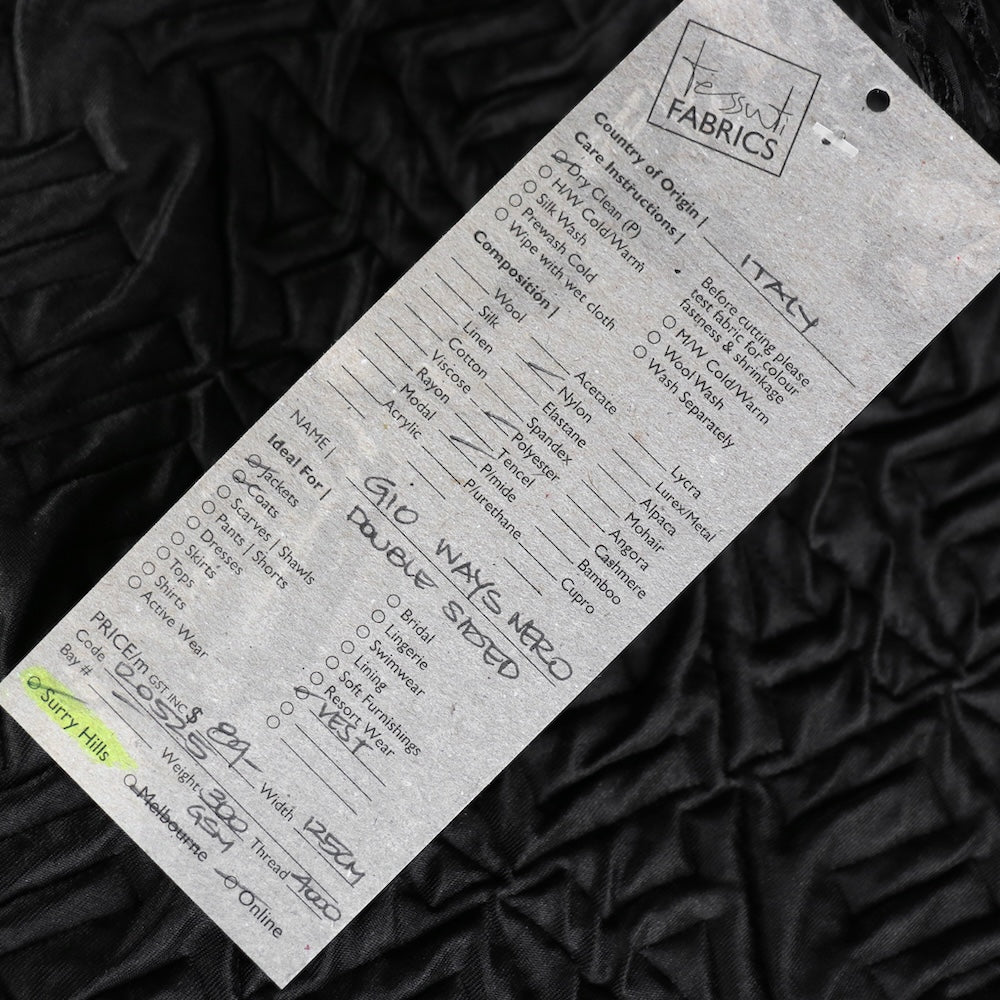 tessuti
FABRICS
Country of Origin | ITALY
Care Instructions |
Dry Clean (P)
H/W Cold/Warm
Silk Wash
Prewash Cold
Wipe with wet cloth
Before cutting please
test fabric for colour
fastness & shrinkage
M/W Cold/Warm
Wool Wash
Wash Separately
Composition |
Wool
Silk
Linen
Cotton
Viscose
Rayon
Modal
Acrylic
Acetate
Nylon
Elastane
Spandex
Polyester
Tencel
P/mide
P/urethane
Lycra
Lurex/Metal
Alpaca
Mohair
Angora
Cashmere
Bamboo
Cupro
NAME | GIO WAYS NERO
DOUBLE SIDED
Ideal For |
Jackets
Coats
Scarves | Shawls
Pants | Shorts
Dresses
Skirts
Tops
Shirts
Active Wear
Bridal
Lingerie
Swimwear
Lining
Soft Furnishings
Resort Wear
VEST
PRICE/m GST INC $ 89- Width 125CM
Code Weight 300 GSM Thread 4000
Bay #
Surry Hills
Melbourne
Online